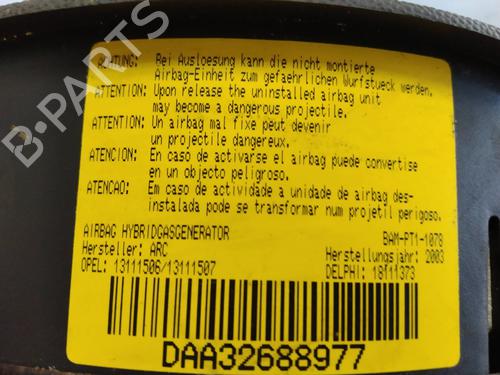 ACHTUNG: Bei Ausloesung kann die nicht montierte
Airbag-Einheit zum gefaehrlichen Wurfstueck werden.
ATTENTION: Upon release the uninstalled airbag unit
may become a dangerous projectile.
ATTENTION: Un airbag mal fixe peut devenir
un projectile dangereux.
ATENCION: En caso de activarse el airbag puede convertise
en un objecto peligroso.
ATENCAO: Em caso de actividade a unidade de airbag des-
instalada pode se transformar num projetil perigoso.
AIRBAG HYBRIDGASGENERATOR BAM-PT1-1078
Hersteller: ARC Herstellungsjahr: 2003
OPEL: 13111506/13111507 DELPHI: 18f11373
DAA32688977
B-PARTS